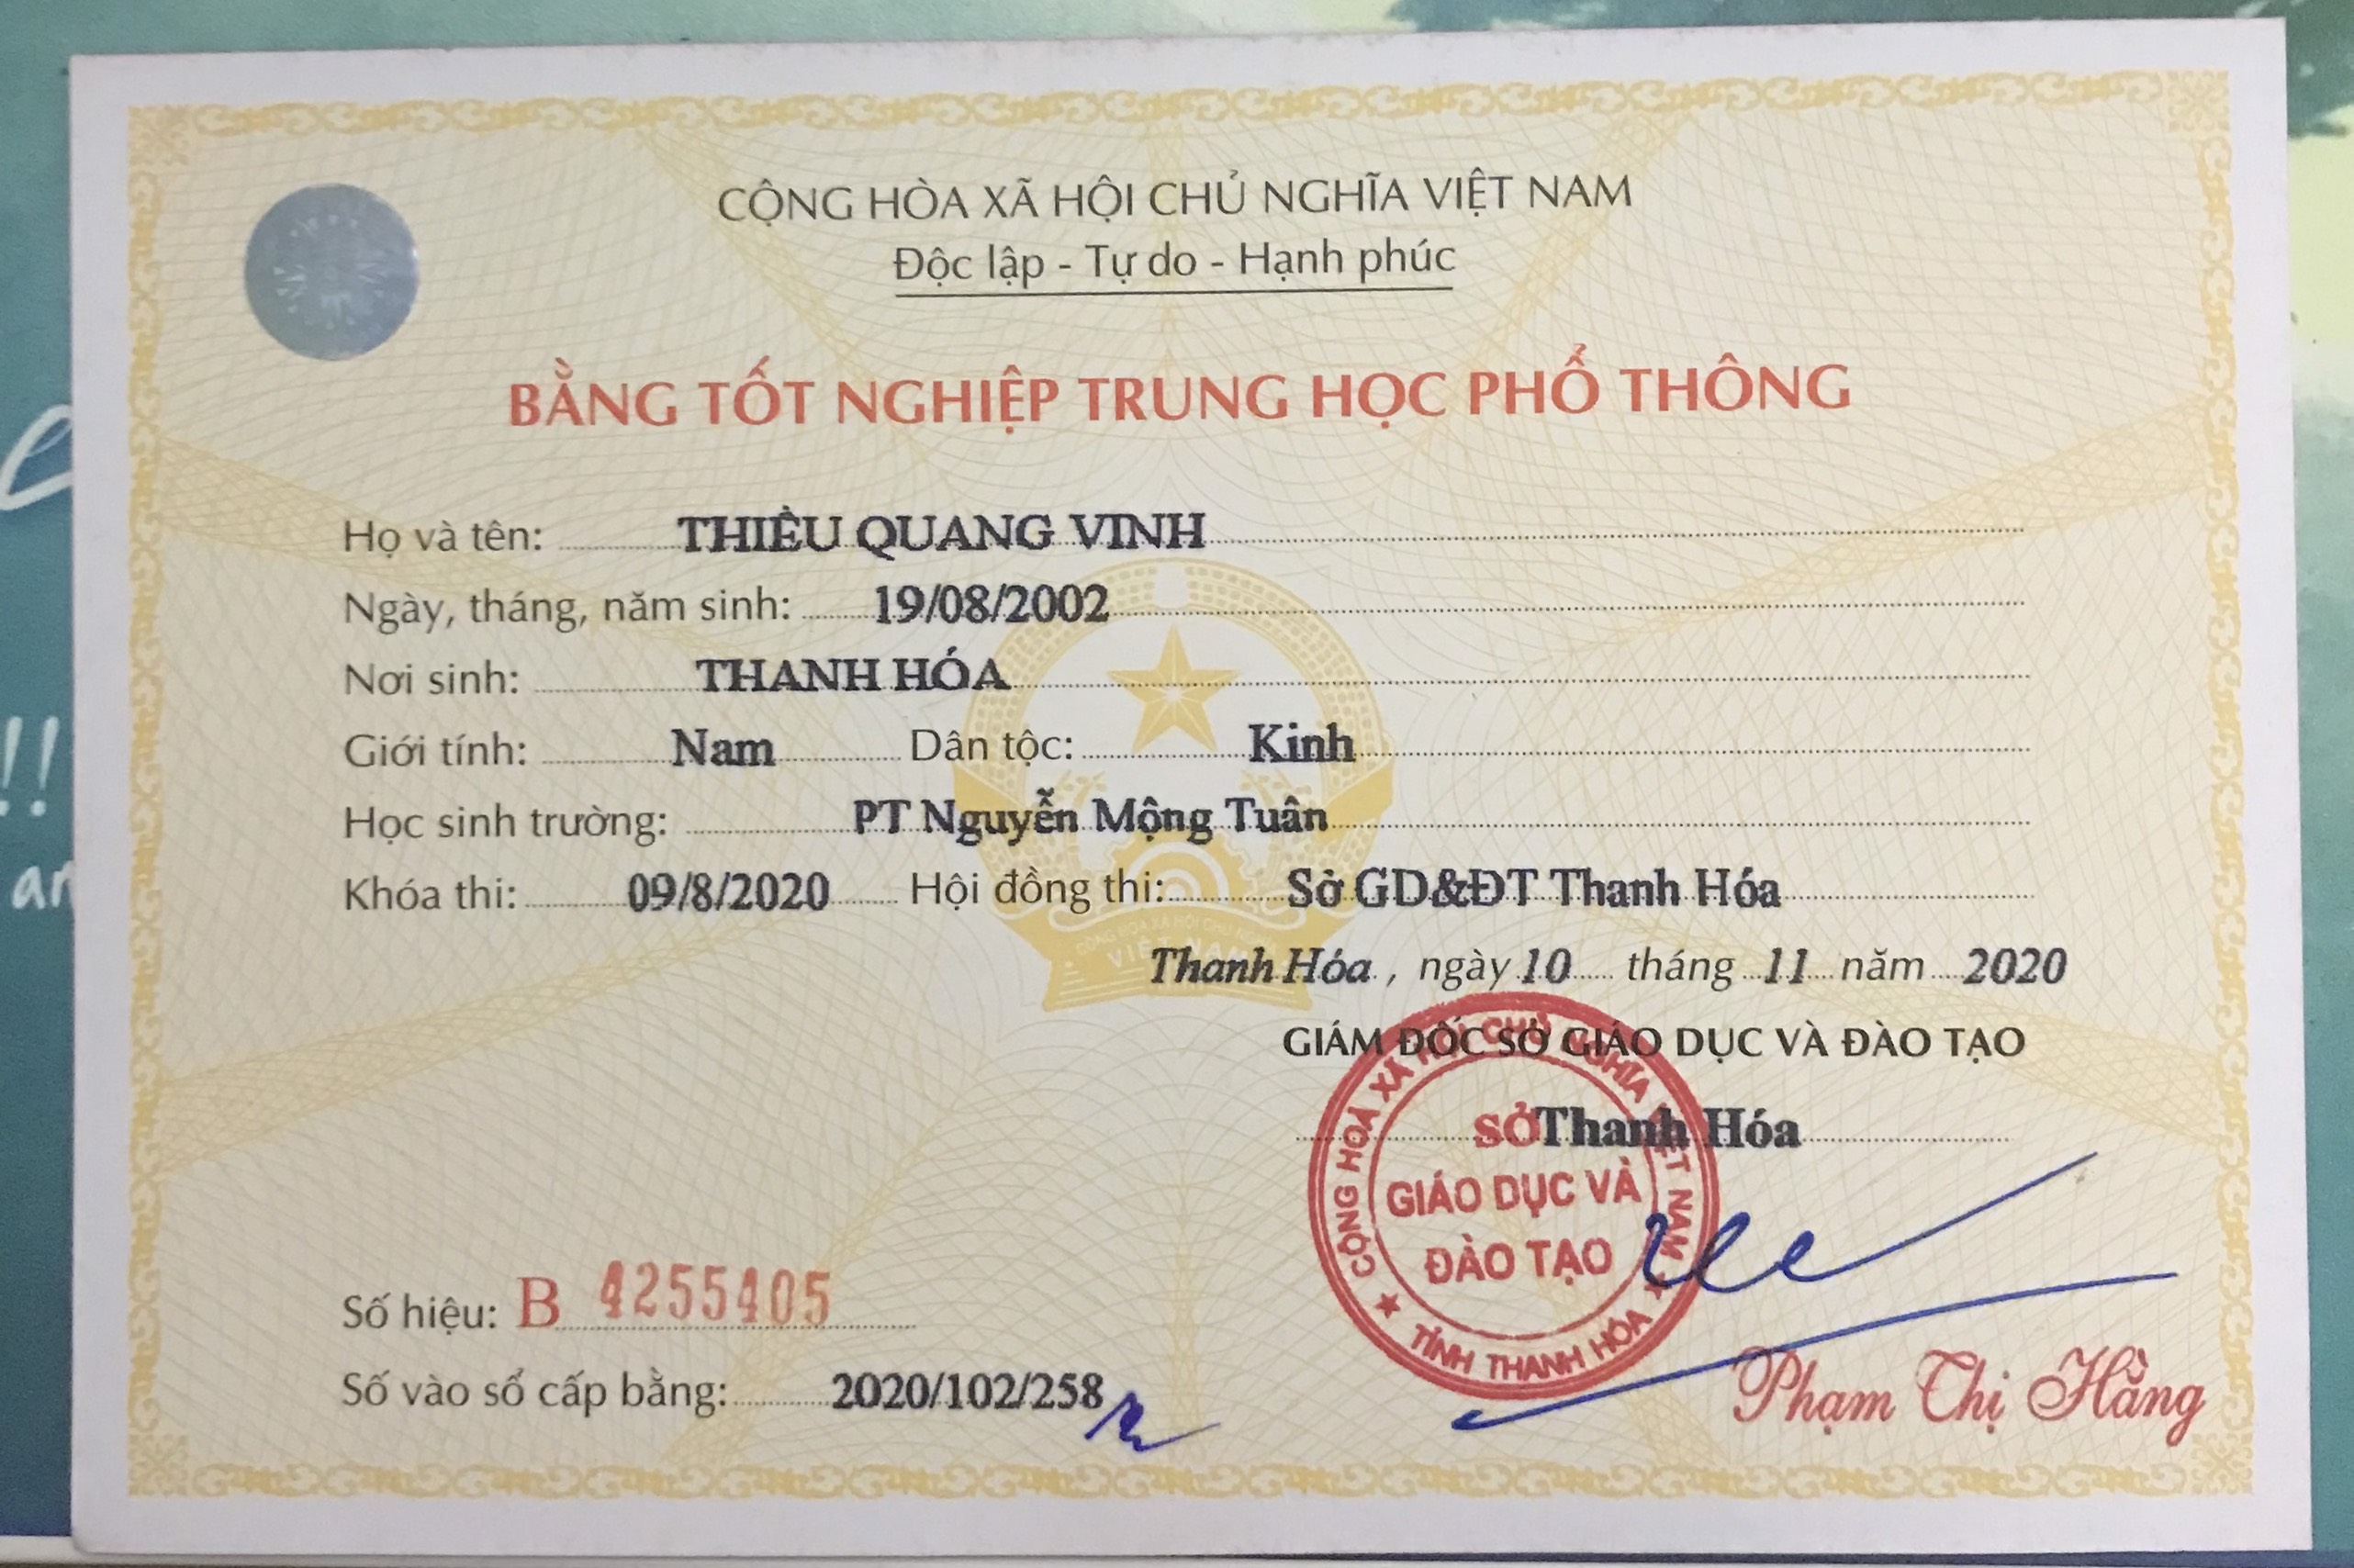 CỘNG HÒA XÃ HỘI CHỦ NGHĨA VIỆT NAM
Độc lập - Tự do - Hạnh phúc
BẰNG TỐT NGHIỆP TRUNG HỌC PHỔ THÔNG
Họ và tên: THIỀU QUANG VINH
Ngày, tháng, năm sinh: 19/08/2002
Nơi sinh: THANH HÓA
Giới tính: Nam Dân tộc: Kinh
Học sinh trường: PT Nguyễn Mộng Tuân
Khóa thi: 09/8/2020 Hội đồng thi: Sở GD&ĐT Thanh Hóa
Thanh Hóa, ngày 10 tháng 11 năm 2020
GIÁM ĐỐC SỞ GIÁO DỤC VÀ ĐÀO TẠO
Thanh Hóa
CỘNG HOÀ XÃ HỘI CHỦ NGHĨA VIỆT NAM
SỞ
GIÁO DỤC VÀ
ĐÀO TẠO
TỈNH THANH HÓA
Số hiệu: B 4255405
Số vào sổ cấp bằng: 2020/102/258
Phạm Thị Hằng